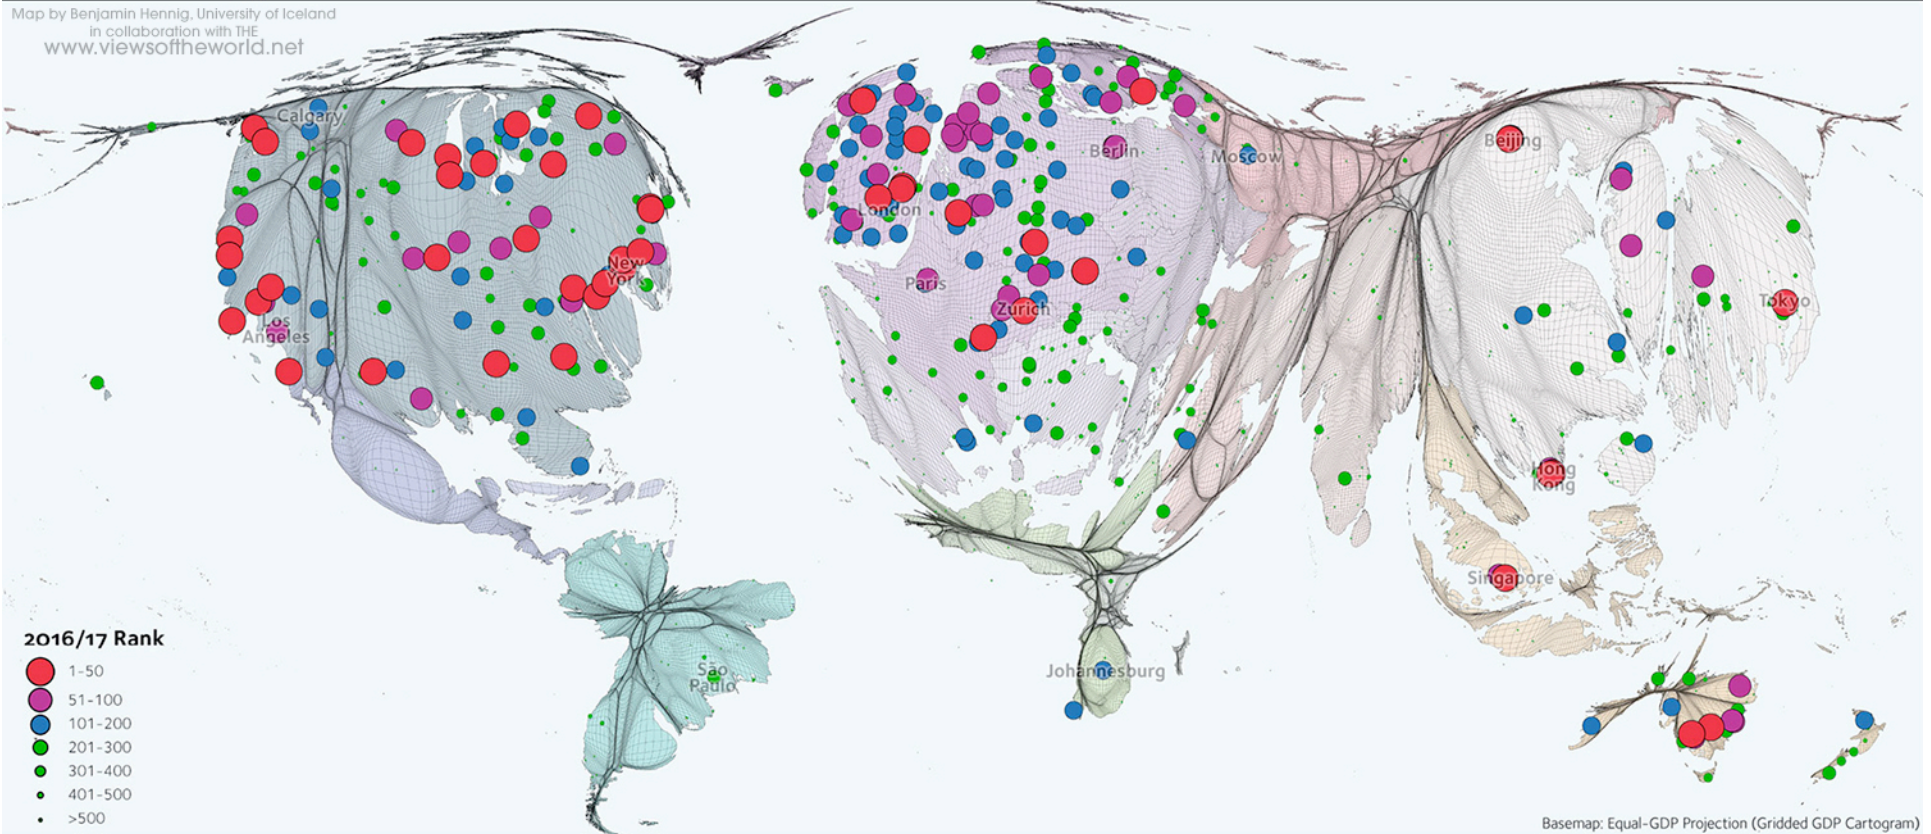 Map by Benjamin Hennig, University of Iceland
in collaboration with THE
www.viewsoftheworld.net
Calgary
Beijing
Berlin
Moscow
London
New
York
Paris
Zurich
Tokyo
Los
Angeles
Hong
Kong
Singapore
2016/17 Rank
1-50
51-100
101-200
201-300
301-400
401-500
>500
São
Paulo
Johannesburg
Basemap: Equal-GDP Projection (Gridded GDP Cartogram)